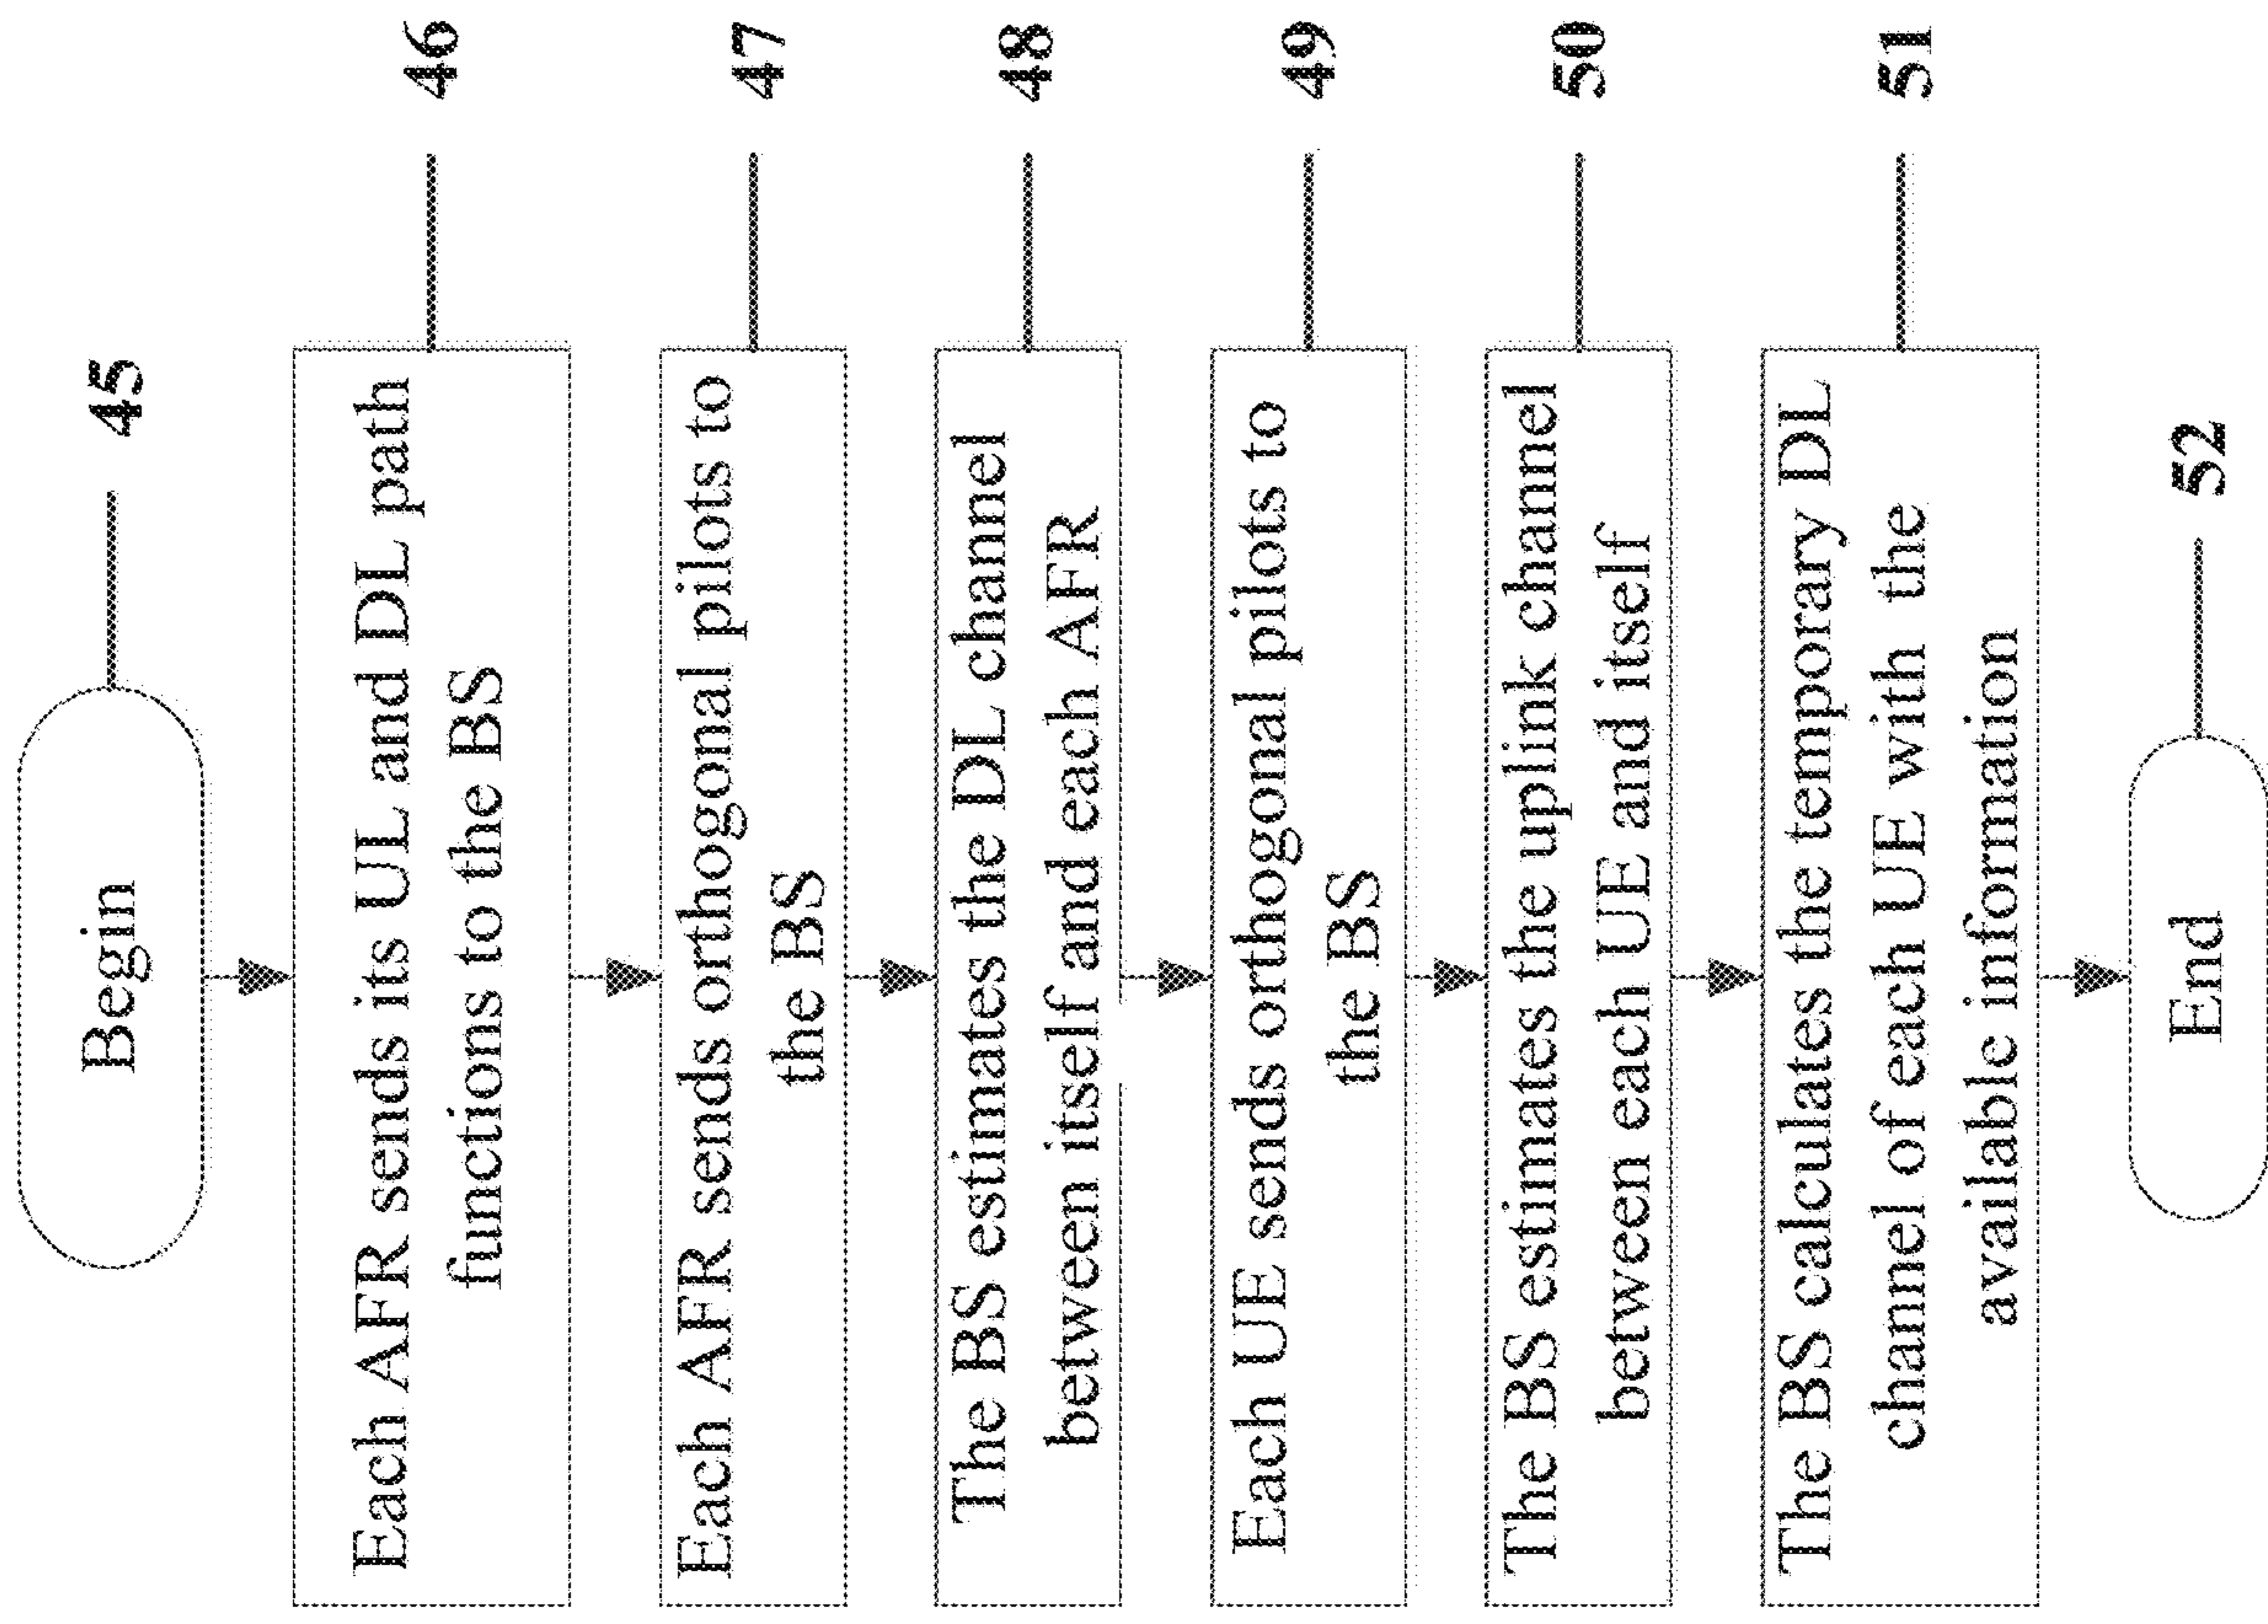 Begin
45
Each AFR sends its UL and DL path
functions to the BS
46
Each AFR sends orthogonal pilots to
the BS
47
The BS estimates the DL channel
between itself and each AFR
48
Each UE sends orthogonal pilots to
the BS
49
The BS estimates the uplink channel
between each UE and itself
50
The BS calculates the temporary DL
channel of each UE with the
available information
51
End
52